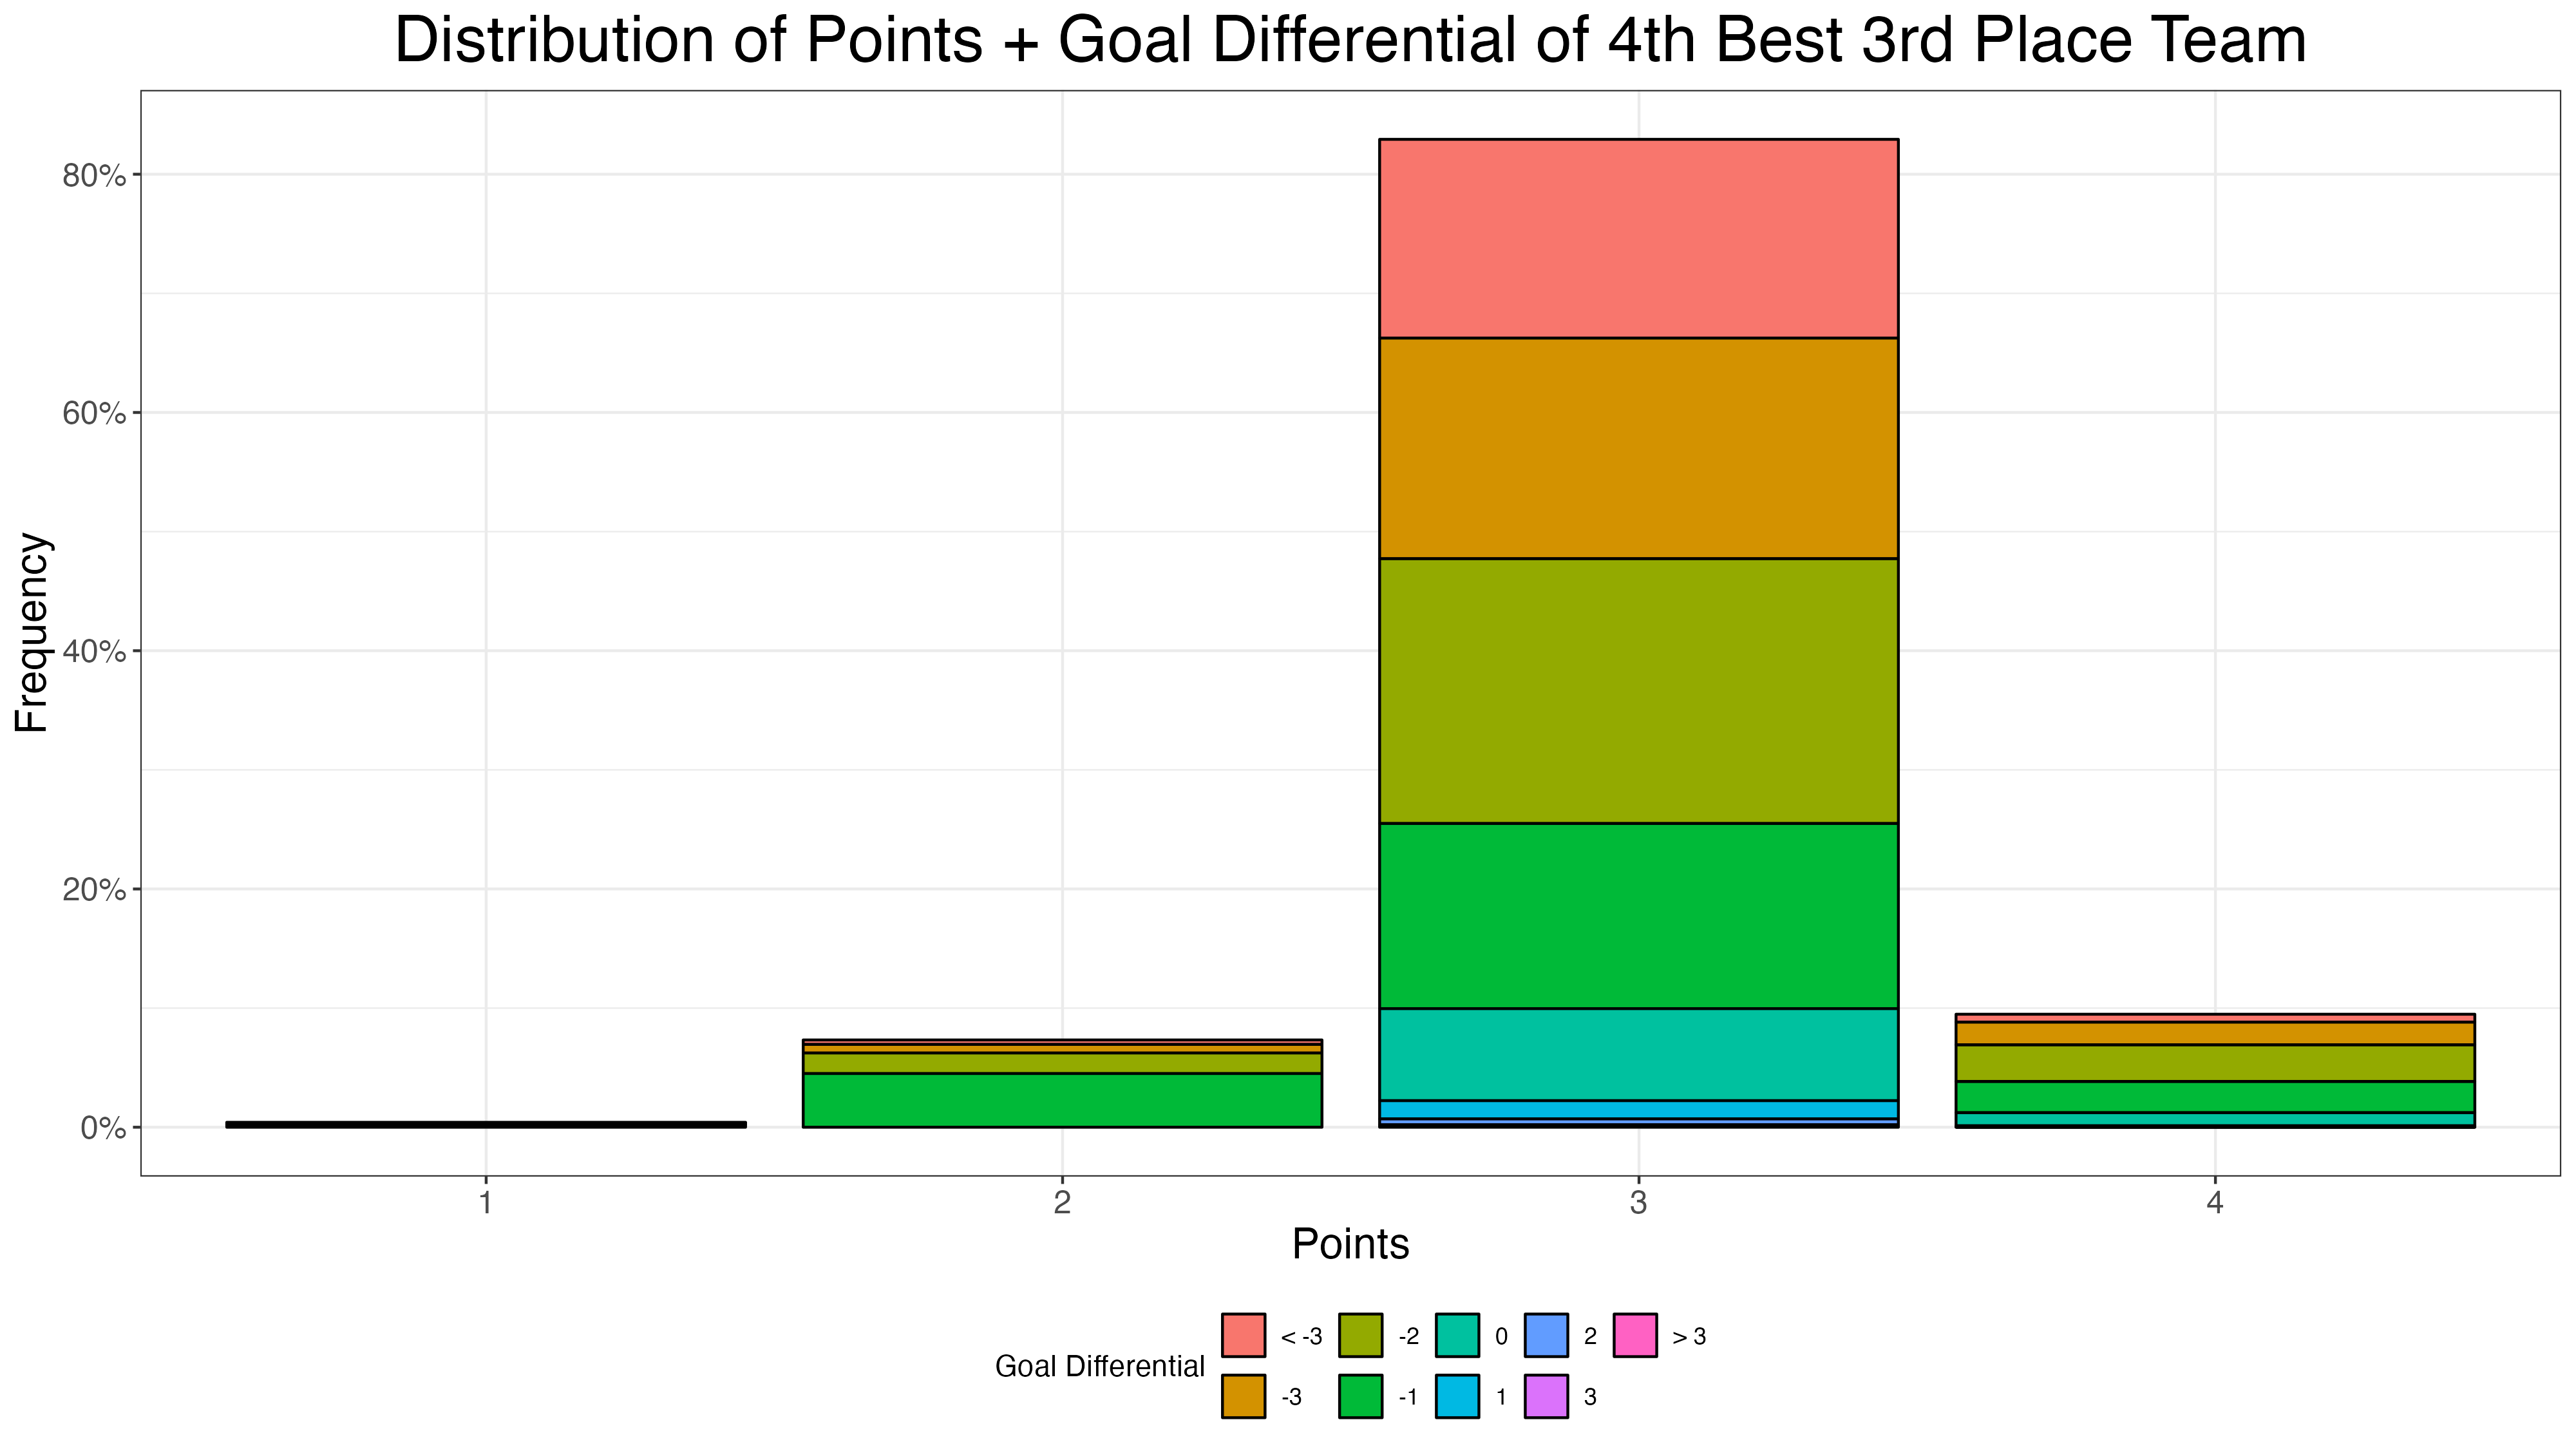 Distribution of Points + Goal Differential of 4th Best 3rd Place Team
Frequency
80%
60%
40%
20%
0%
1 2 3 4
Points
Goal Differential
< -3 -2 0 2 > 3
-3 -1 1 3